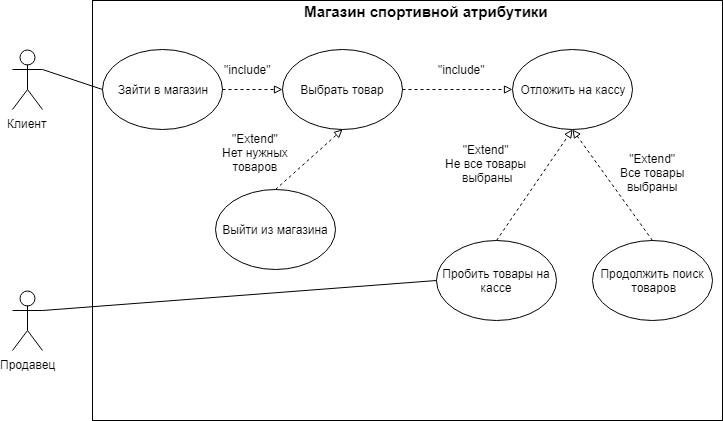 Магазин спортивной атрибутики
"include"
"include"
Зайти в магазин
Выбрать товар
Отложить на кассу
Клиент
"Extend"
Нет нужных
товаров
"Extend"
Не все товары
выбраны
"Extend"
Все товары
выбраны
Выйти из магазина
Пробить товары на
кассе
Продолжить поиск
товаров
Продавец